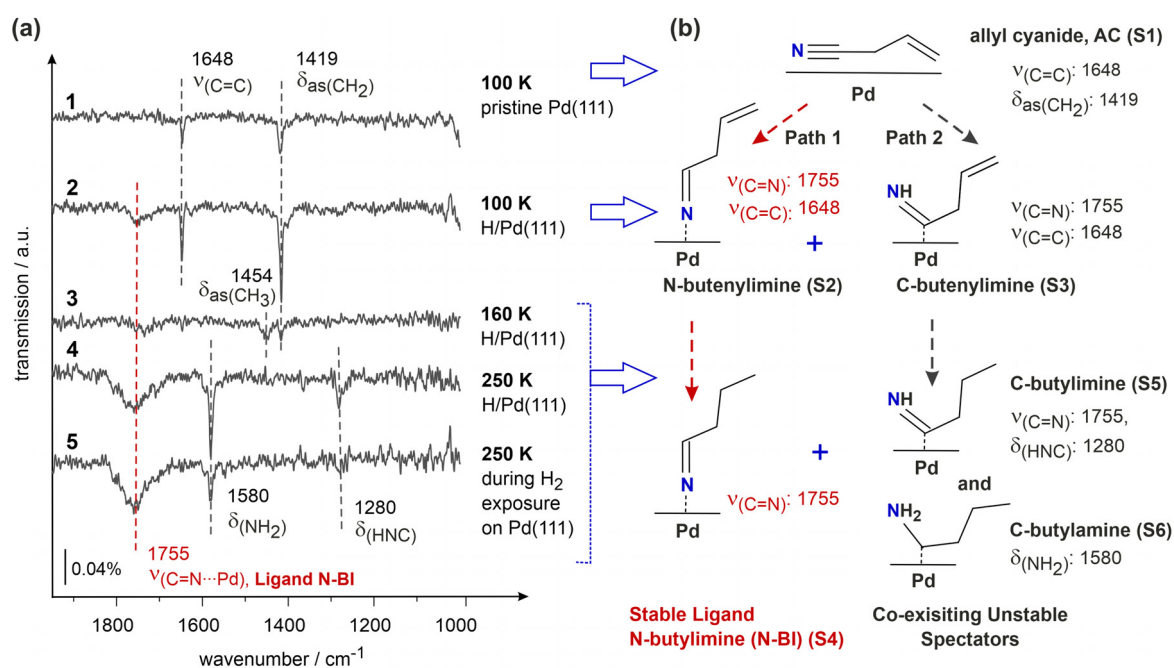 (a)
1648
ν(C=C)
1419
δas(CH2)
1
100 K
pristine Pd(111)
2
100 K
H/Pd(111)
1454
δas(CH3)
3
160 K
H/Pd(111)
4
250 K
H/Pd(111)
5
250 K
during H2
exposure
on Pd(111)
1580
δ(NH2)
1280
δ(HNC)
0.04%
1755
ν(C=N···Pd), Ligand N-BI
transmission / a.u.
1800
1600
1400
1200
1000
wavenumber / cm-1
(b)
N
Pd
allyl cyanide, AC (S1)
ν(C=C): 1648
δas(CH2): 1419
Path 1
Path 2
N
Pd
ν(C=N): 1755
ν(C=C): 1648
+
NH
Pd
ν(C=N): 1755
ν(C=C): 1648
N-butenylimine (S2)
C-butenylimine (S3)
N
Pd
ν(C=N): 1755
+
NH
Pd
C-butylimine (S5)
ν(C=N): 1755,
δ(HNC): 1280
and
NH2
Pd
C-butylamine (S6)
δ(NH2): 1580
Stable Ligand
N-butylimine (N-BI) (S4)
Co-exisiting Unstable
Spectators